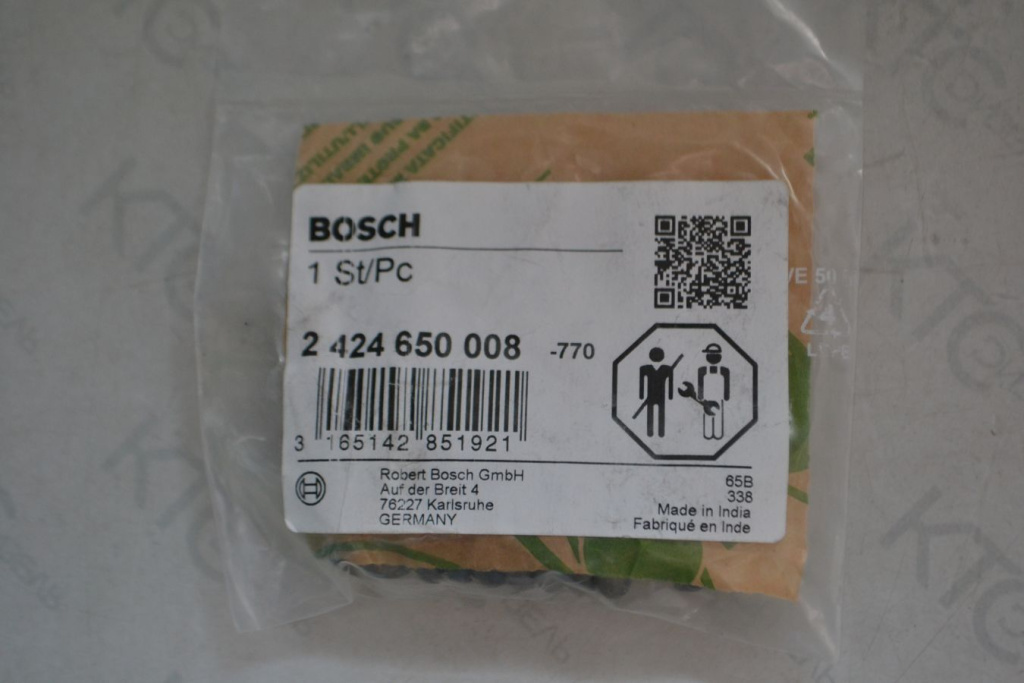 BOSCH
1 St/Pc
2 424 650 008 -770
3 165142 851921
Robert Bosch GmbH
Auf der Breit 4
76227 Karlsruhe
GERMANY
65B
338
Made in India
Fabriqué en Inde
4